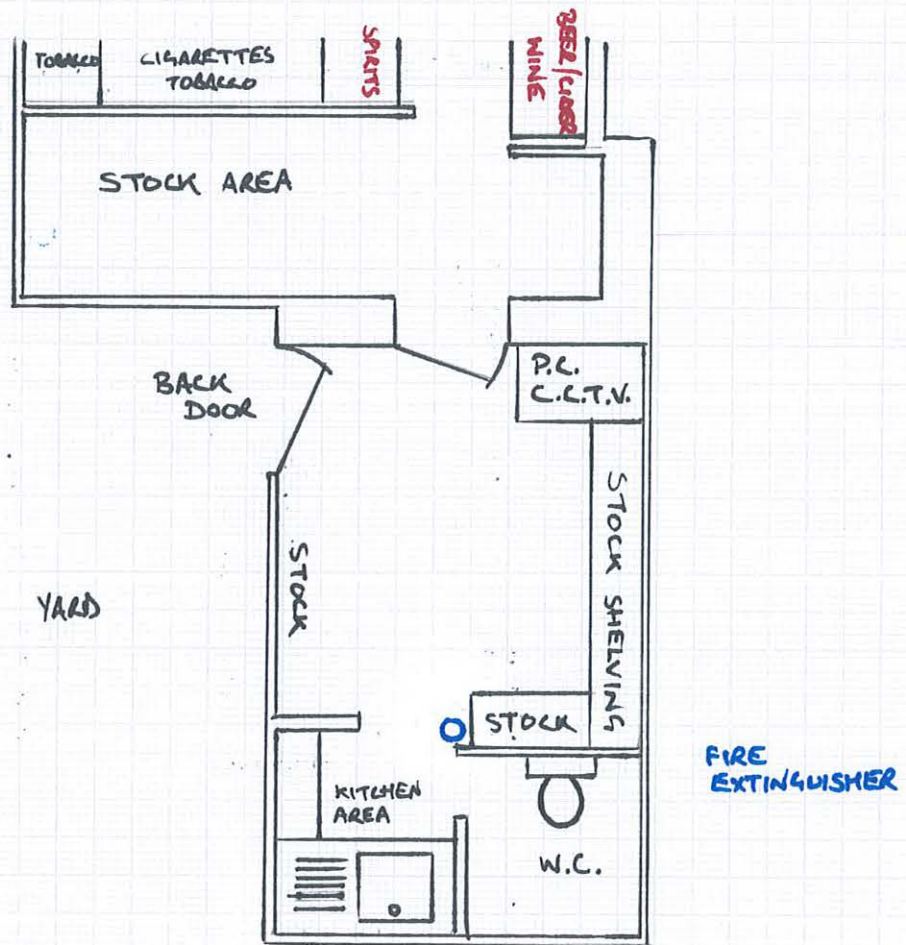 TOBACCO
CIGARETTES
TOBACCO
SPIRITS
BEER/CIDER
WINE
STOCK AREA
BACK
DOOR
P.C.
C.C.T.V.
STOCK
STOCK SHELVING
YARD
STOCK
FIRE
EXTINGUISHER
KITCHEN
AREA
W.C.